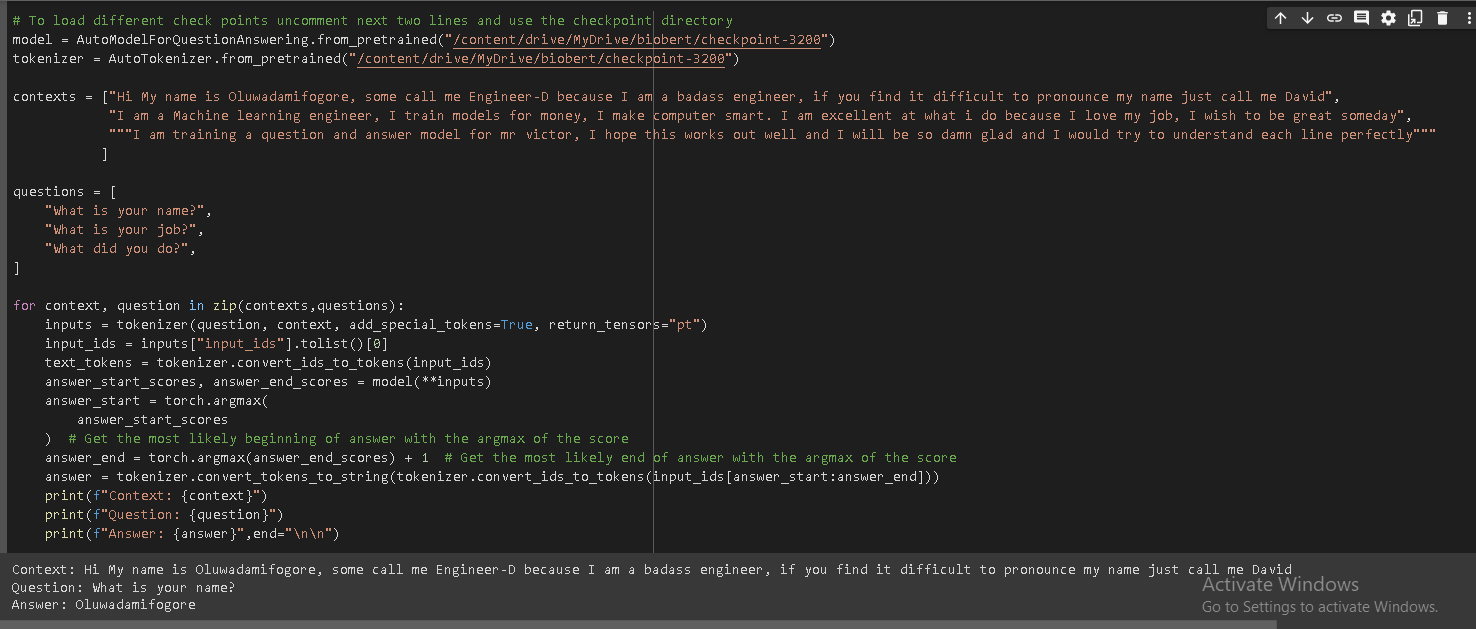 # To load different check points uncomment next two lines and use the checkpoint directory
model = AutoModelForQuestionAnswering.from_pretrained("/content/drive/MyDrive/biobert/checkpoint-3200")
tokenizer = AutoTokenizer.from_pretrained("/content/drive/MyDrive/biobert/checkpoint-3200")

contexts = ["Hi My name is Oluwadamifogore, some call me Engineer-D because I am a badass engineer, if you find it difficult to pronounce my name just call me David",
            "I am a Machine learning engineer, I train models for money, I make computer smart. I am excellent at what i do because I love my job, I wish to be great someday",
            """I am training a question and answer model for mr victor, I hope this works out well and I will be so damn glad and I would try to understand each line perfectly"""
           ]

questions = [
    "What is your name?",
    "What is your job?",
    "What did you do?",
]

for context, question in zip(contexts,questions):
    inputs = tokenizer(question, context, add_special_tokens=True, return_tensors="pt")
    input_ids = inputs["input_ids"].tolist()[0]
    text_tokens = tokenizer.convert_ids_to_tokens(input_ids)
    answer_start_scores, answer_end_scores = model(**inputs)
    answer_start = torch.argmax(
        answer_start_scores
    )  # Get the most likely beginning of answer with the argmax of the score
    answer_end = torch.argmax(answer_end_scores) + 1  # Get the most likely end of answer with the argmax of the score
    answer = tokenizer.convert_tokens_to_string(tokenizer.convert_ids_to_tokens(input_ids[answer_start:answer_end]))
    print(f"Context: {context}")
    print(f"Question: {question}")
    print(f"Answer: {answer}",end="\n\n")

Context: Hi My name is Oluwadamifogore, some call me Engineer-D because I am a badass engineer, if you find it difficult to pronounce my name just call me David
Question: What is your name?
Answer: Oluwadamifogore
Activate Windows
Go to Settings to activate Windows.